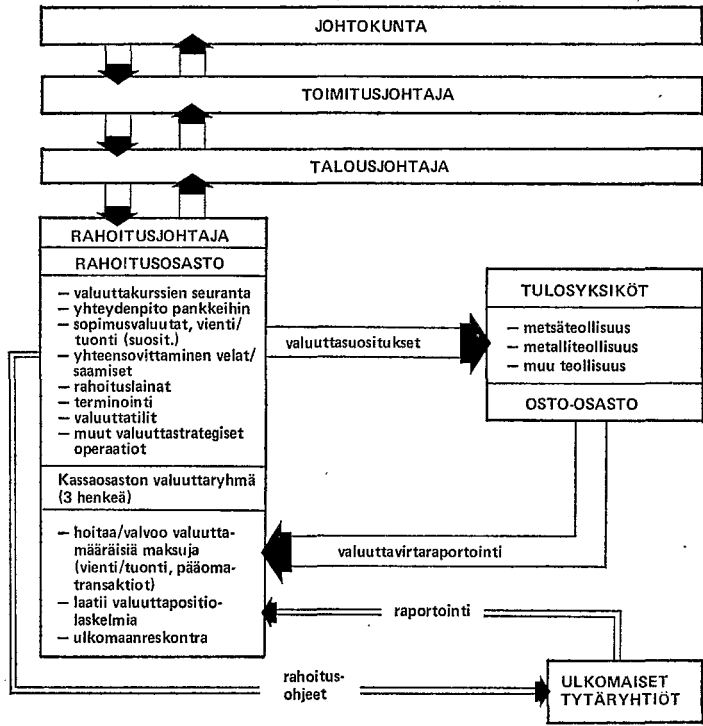 JOHTOKUNTA
TOIMITUSJOHTAJA
TALOUSJOHTAJA
RAHOITUSJOHTAJA
RAHOITUSOSASTO
– valuuttakurssien seuranta
– yhteydenpito pankkeihin
– sopimusvaluutat, vienti/
tuonti (suosit.)
– yhteensovittaminen velat/
saamiset
– rahoituslainat
– terminointi
– valuuttatilit
– muut valuuttastrategiset
operaatiot
Kassaosaston valuuttaryhmä
(3 henkeä)
– hoitaa/valvoo valuutta-
määräisiä maksuja
(vienti/tuonti, pääoma-
transaktiot)
– laatii valuuttapositio-
laskelmia
– ulkomaanreskontra
valuuttasuositukset
TULOSYKSIKÖT
– metsäteollisuus
– metalliteollisuus
– muu teollisuus
OSTO-OSASTO
valuuttavirtaraportointi
raportointi
rahoitus-
ohjeet
ULKOMAISET
TYTÄRYHTIÖT